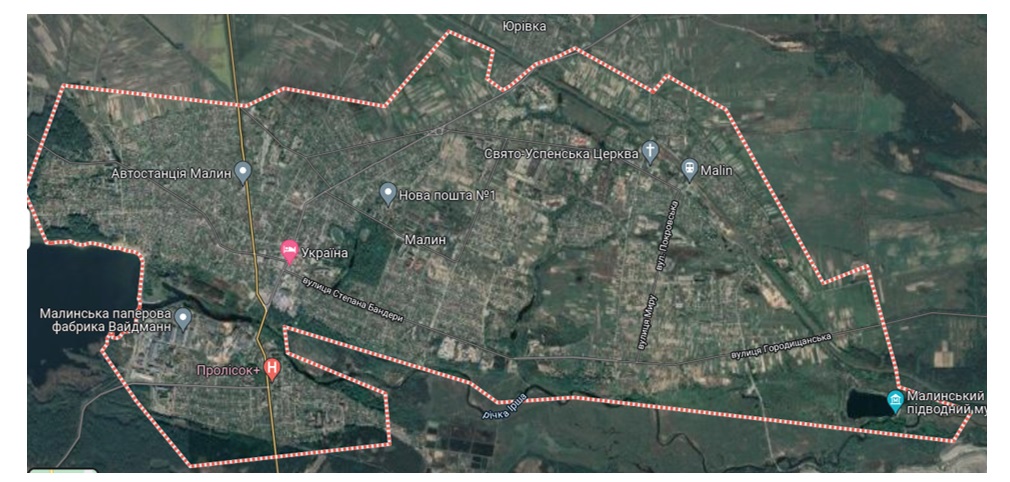 Юрівка
Свято-Успенська Церква
Malin
Автостанція Малин
Нова пошта №1
вул. Покровська
Малин
Україна
вулиця Степана Бандери
Малинська паперова
фабрика Вайдманн
вулиця Миру
вулиця Городищанська
Пролісок+
H
Малинський
підводний му
річка Ірша